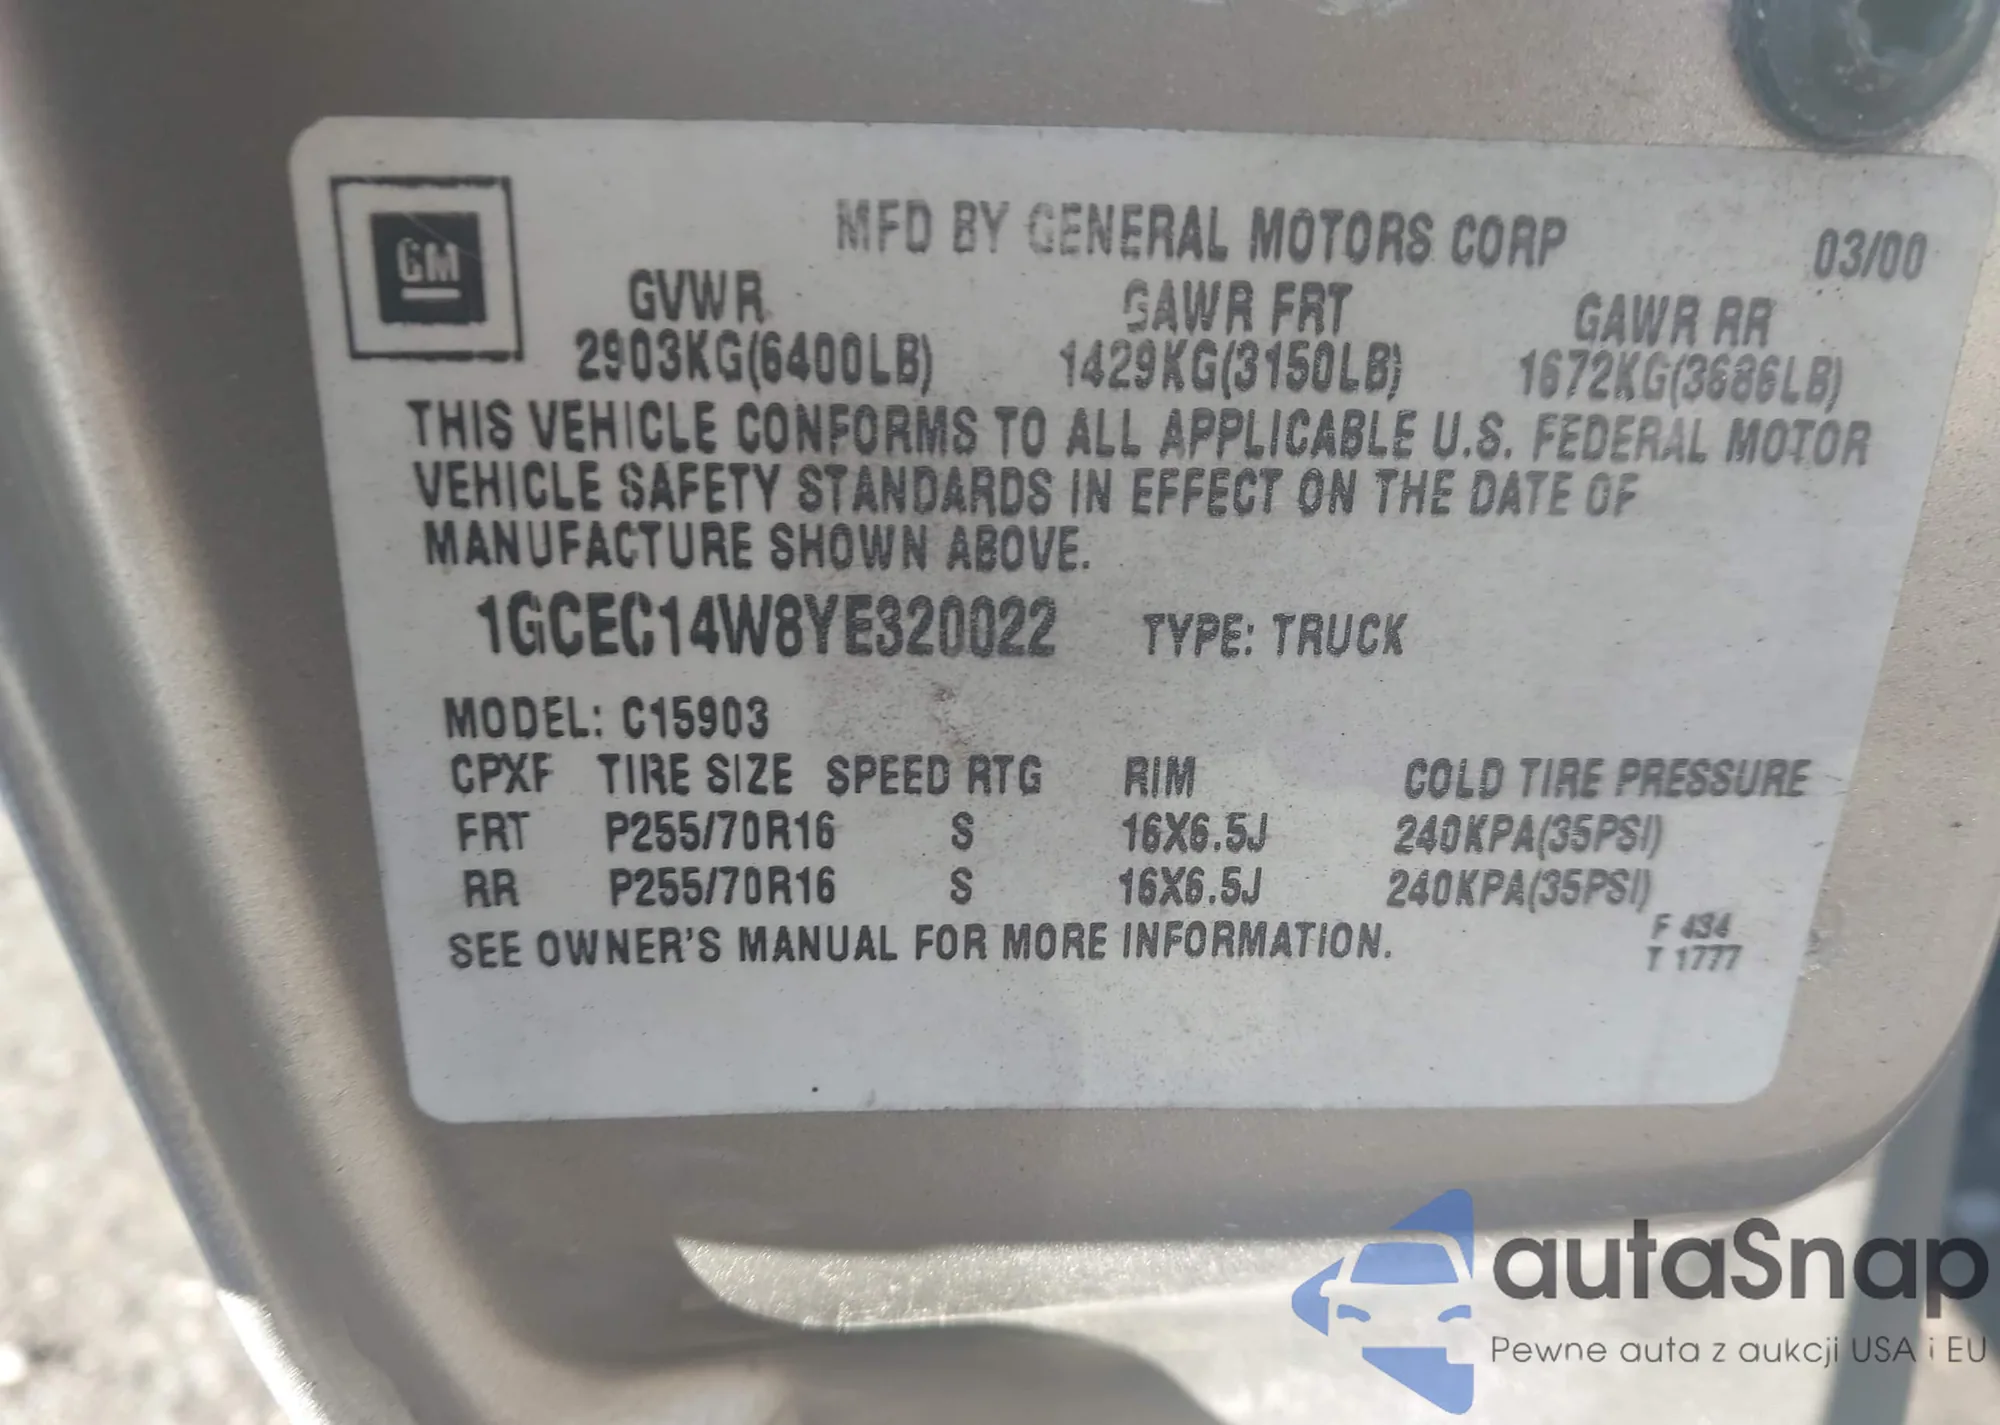 GM
MFD BY GENERAL MOTORS CORP 03/00
GVWR GAWR FRT GAWR RR
2903KG(6400LB) 1429KG(3150LB) 1672KG(3686LB)
THIS VEHICLE CONFORMS TO ALL APPLICABLE U.S. FEDERAL MOTOR
VEHICLE SAFETY STANDARDS IN EFFECT ON THE DATE OF
MANUFACTURE SHOWN ABOVE.
1GCEC14W8YE320022 TYPE: TRUCK
MODEL: C15903
CPXF TIRE SIZE SPEED RTG RIM COLD TIRE PRESSURE
FRT P255/70R16 S 16X6.5J 240KPA(35PSI)
RR P255/70R16 S 16X6.5J 240KPA(35PSI)
SEE OWNER'S MANUAL FOR MORE INFORMATION.
F 434
T 1777
autaSnap
Pewne auta z aukcji USA i EU